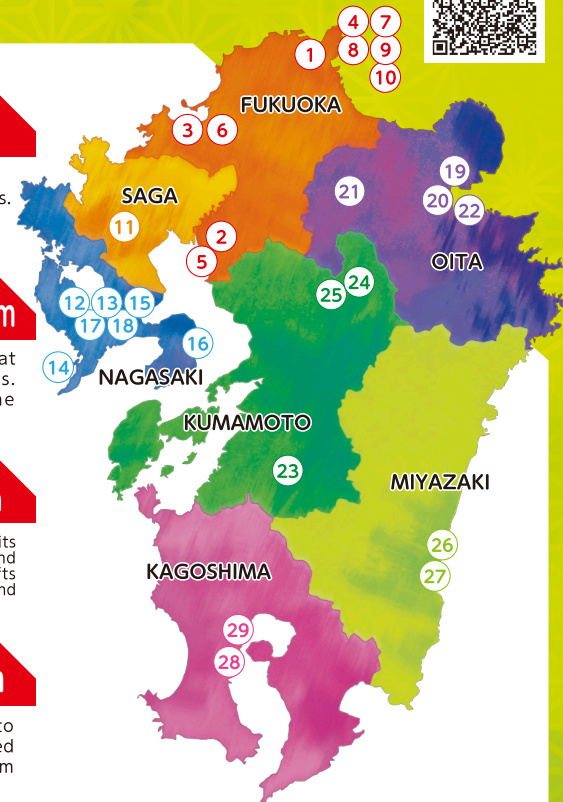 4 7
1 8 9
10
FUKUOKA
3 6
19
SAGA
21
s.
20 22
11
2
OITA
5
24
25
12 13 15
m
17 18
16
at
14
s.
NAGASAKI
ne
KUMAMOTO
23
MIYAZAKI
its
26
nd
KAGOSHIMA
fts
27
nd
29
28
to
ed
m